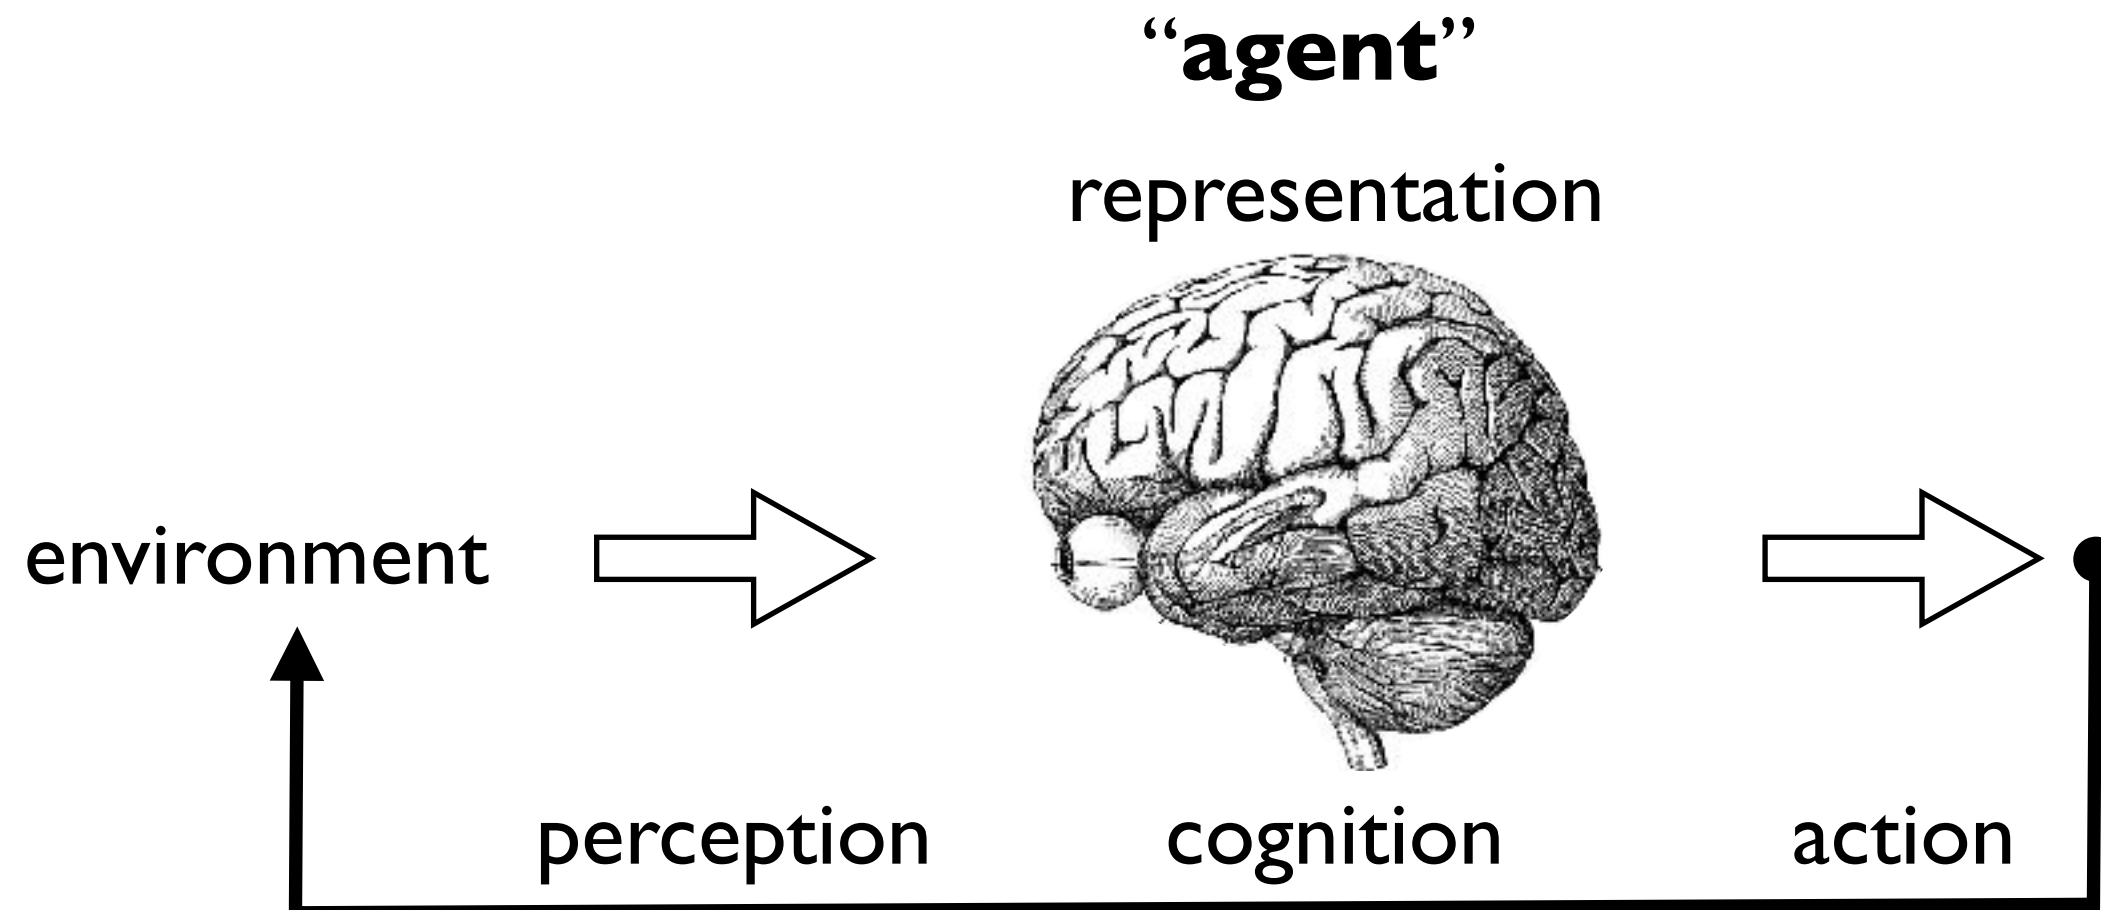 “agent”
representation
environment
perception
cognition
action